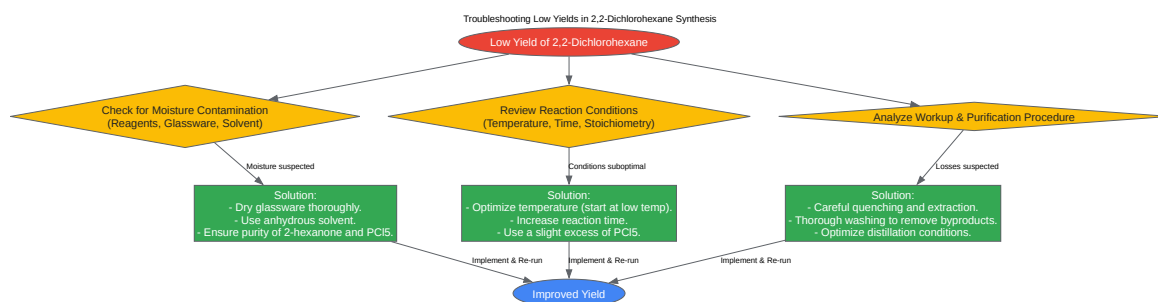 Troubleshooting Low Yields in 2,2-Dichlorohexane Synthesis
Low Yield of 2,2-Dichlorohexane
Check for Moisture Contamination
(Reagents, Glassware, Solvent)
Review Reaction Conditions
(Temperature, Time, Stoichiometry)
Analyze Workup & Purification Procedure
Moisture suspected
Conditions suboptimal
Losses suspected
Solution:
- Dry glassware thoroughly.
- Use anhydrous solvent.
- Ensure purity of 2-hexanone and PCl5.
Solution:
- Optimize temperature (start at low temp).
- Increase reaction time.
- Use a slight excess of PCl5.
Solution:
- Careful quenching and extraction.
- Thorough washing to remove byproducts.
- Optimize distillation conditions.
Implement & Re-run
Implement & Re-run
Implement & Re-run
Improved Yield